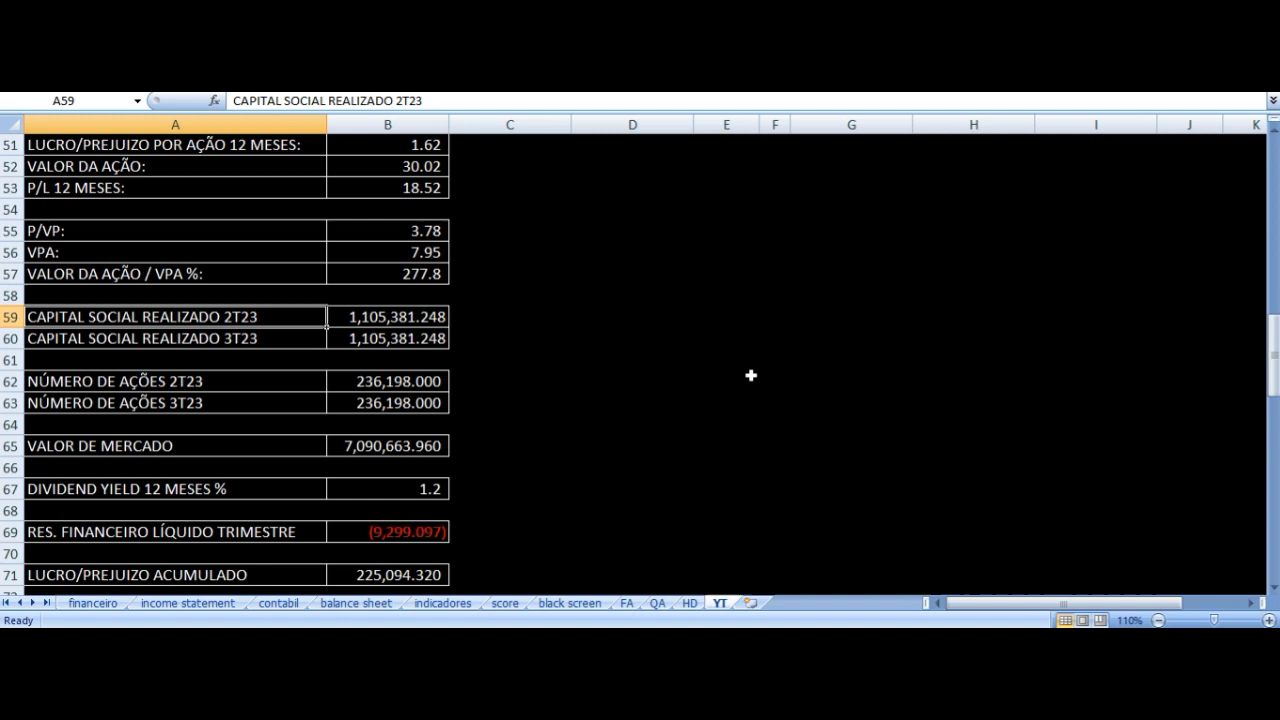 A59 fx CAPITAL SOCIAL REALIZADO 2T23
A B C D E F G H I J K
51 LUCRO/PREJUIZO POR AÇÃO 12 MESES: 1.62
52 VALOR DA AÇÃO: 30.02
53 P/L 12 MESES: 18.52
54
55 P/VP: 3.78
56 VPA: 7.95
57 VALOR DA AÇÃO / VPA %: 277.8
58
59 CAPITAL SOCIAL REALIZADO 2T23 1,105,381.248
60 CAPITAL SOCIAL REALIZADO 3T23 1,105,381.248
61
62 NÚMERO DE AÇÕES 2T23 236,198.000
63 NÚMERO DE AÇÕES 3T23 236,198.000
64
65 VALOR DE MERCADO 7,090,663.960
66
67 DIVIDEND YIELD 12 MESES % 1.2
68
69 RES. FINANCEIRO LÍQUIDO TRIMESTRE (9,299.097)
70
71 LUCRO/PREJUIZO ACUMULADO 225,094.320
financeiro income statement contabil balance sheet indicadores score black screen FA QA HD YT
Ready 110%